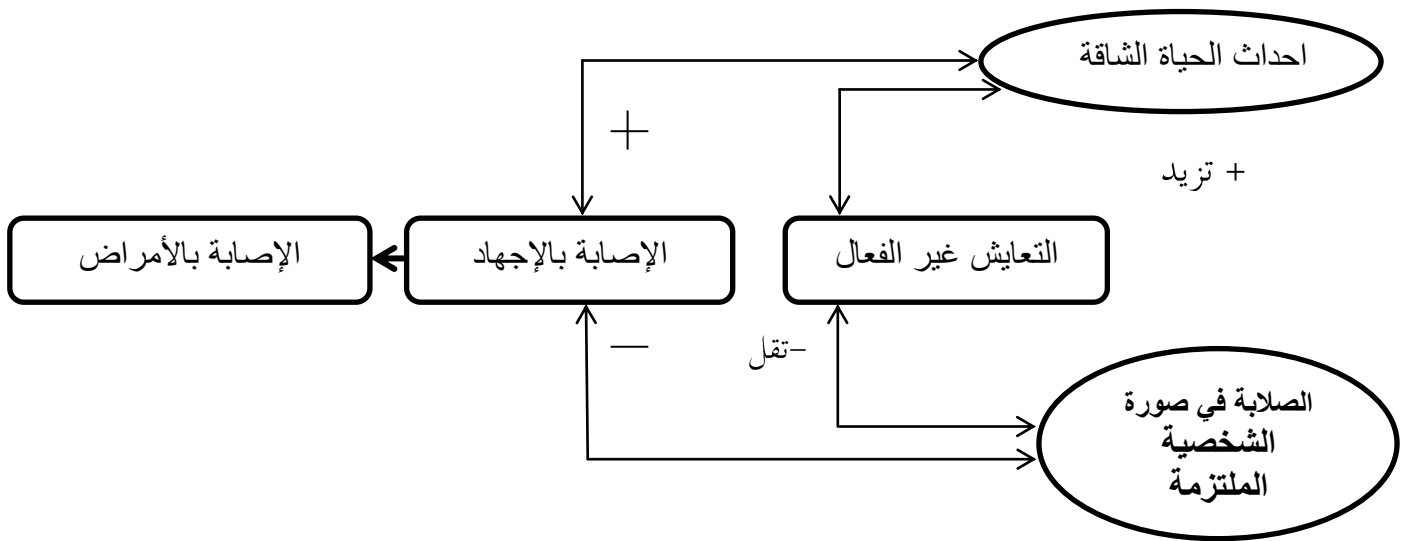 احداث الحياة الشاقة
+
+ تزيد
التعايش غير الفعال
الإصابة بالإجهاد
الإصابة بالأمراض
–
-تقل
الصلابة في صورة
الشخصية
الملتزمة